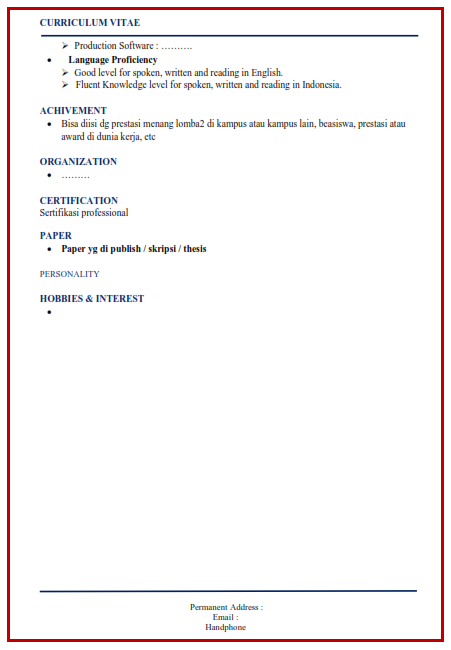 CURRICULUM VITAE
➢ Production Software : ……….
• Language Proficiency
➢ Good level for spoken, written and reading in English.
➢ Fluent Knowledge level for spoken, written and reading in Indonesia.
ACHIVEMENT
• Bisa diisi dg prestasi menang lomba2 di kampus atau kampus lain, beasiswa, prestasi atau
award di dunia kerja, etc
ORGANIZATION
• ………
CERTIFICATION
Sertifikasi professional
PAPER
• Paper yg di publish / skripsi / thesis
PERSONALITY
HOBBIES & INTEREST
•
Permanent Address :
Email :
Handphone